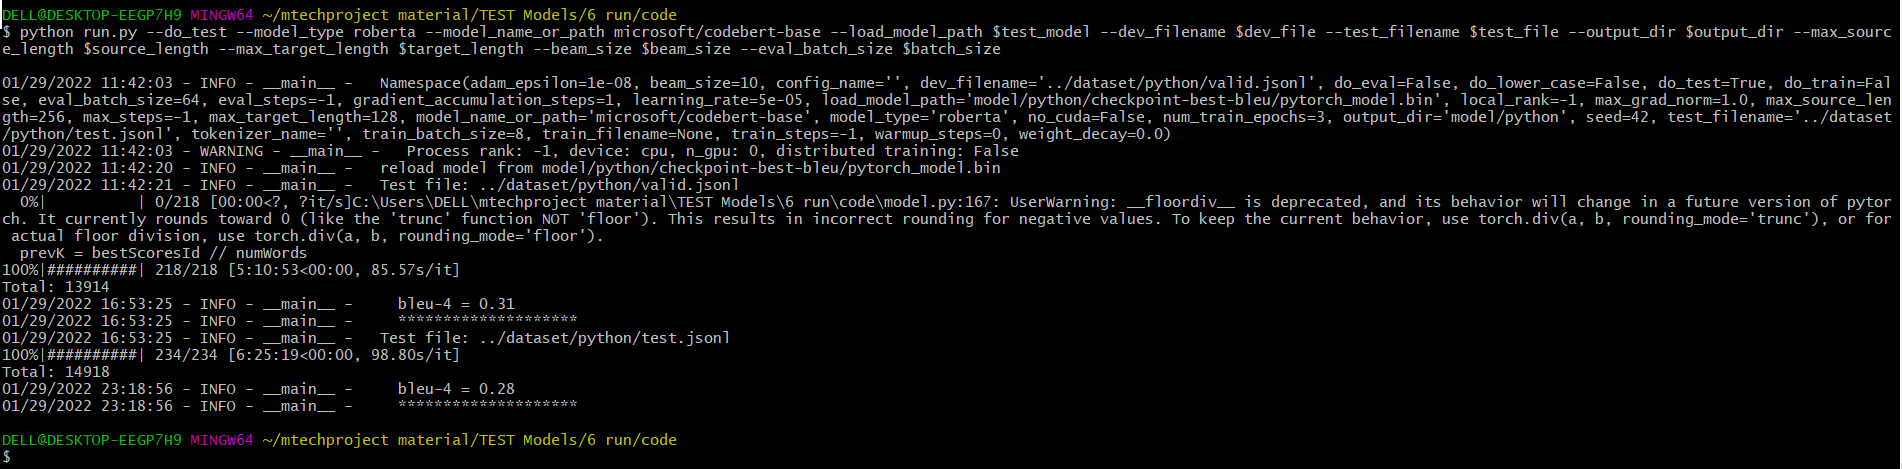 DELL@DESKTOP-EEGP7H9 MINGW64 ~/mtechproject material/TEST Models/6 run/code
$ python run.py --do_test --model_type roberta --model_name_or_path microsoft/codebert-base --load_model_path $test_model --dev_filename $dev_file --test_filename $test_file --output_dir $output_dir --max_sourc
e_length $source_length --max_target_length $target_length --beam_size $beam_size --eval_batch_size $batch_size
01/29/2022 11:42:03 - INFO - __main__ -   Namespace(adam_epsilon=1e-08, beam_size=10, config_name='', dev_filename='../dataset/python/valid.jsonl', do_eval=False, do_lower_case=False, do_test=True, do_train=Fal
se, eval_batch_size=64, eval_steps=-1, gradient_accumulation_steps=1, learning_rate=5e-05, load_model_path='model/python/checkpoint-best-bleu/pytorch_model.bin', local_rank=-1, max_grad_norm=1.0, max_source_len
gth=256, max_steps=-1, max_target_length=128, model_name_or_path='microsoft/codebert-base', model_type='roberta', no_cuda=False, num_train_epochs=3, output_dir='model/python', seed=42, test_filename='../dataset
/python/test.jsonl', tokenizer_name='', train_batch_size=8, train_filename=None, train_steps=-1, warmup_steps=0, weight_decay=0.0)
01/29/2022 11:42:03 - WARNING - __main__ -   Process rank: -1, device: cpu, n_gpu: 0, distributed training: False
01/29/2022 11:42:20 - INFO - __main__ -   reload model from model/python/checkpoint-best-bleu/pytorch_model.bin
01/29/2022 11:42:21 - INFO - __main__ -   Test file: ../dataset/python/valid.jsonl
  0%|          | 0/218 [00:00<?, ?it/s]C:\Users\DELL\mtechproject material\TEST Models\6 run\code\model.py:167: UserWarning: __floordiv__ is deprecated, and its behavior will change in a future version of pytor
ch. It currently rounds toward 0 (like the 'trunc' function NOT 'floor'). This results in incorrect rounding for negative values. To keep the current behavior, use torch.div(a, b, rounding_mode='trunc'), or for
 actual floor division, use torch.div(a, b, rounding_mode='floor').
  prevK = bestScoresId // numWords
100%|##########| 218/218 [5:10:53<00:00, 85.57s/it]
Total: 13914
01/29/2022 16:53:25 - INFO - __main__ -     bleu-4 = 0.31
01/29/2022 16:53:25 - INFO - __main__ -     ********************
01/29/2022 16:53:25 - INFO - __main__ -   Test file: ../dataset/python/test.jsonl
100%|##########| 234/234 [6:25:19<00:00, 98.80s/it]
Total: 14918
01/29/2022 23:18:56 - INFO - __main__ -     bleu-4 = 0.28
01/29/2022 23:18:56 - INFO - __main__ -     ********************
DELL@DESKTOP-EEGP7H9 MINGW64 ~/mtechproject material/TEST Models/6 run/code
$